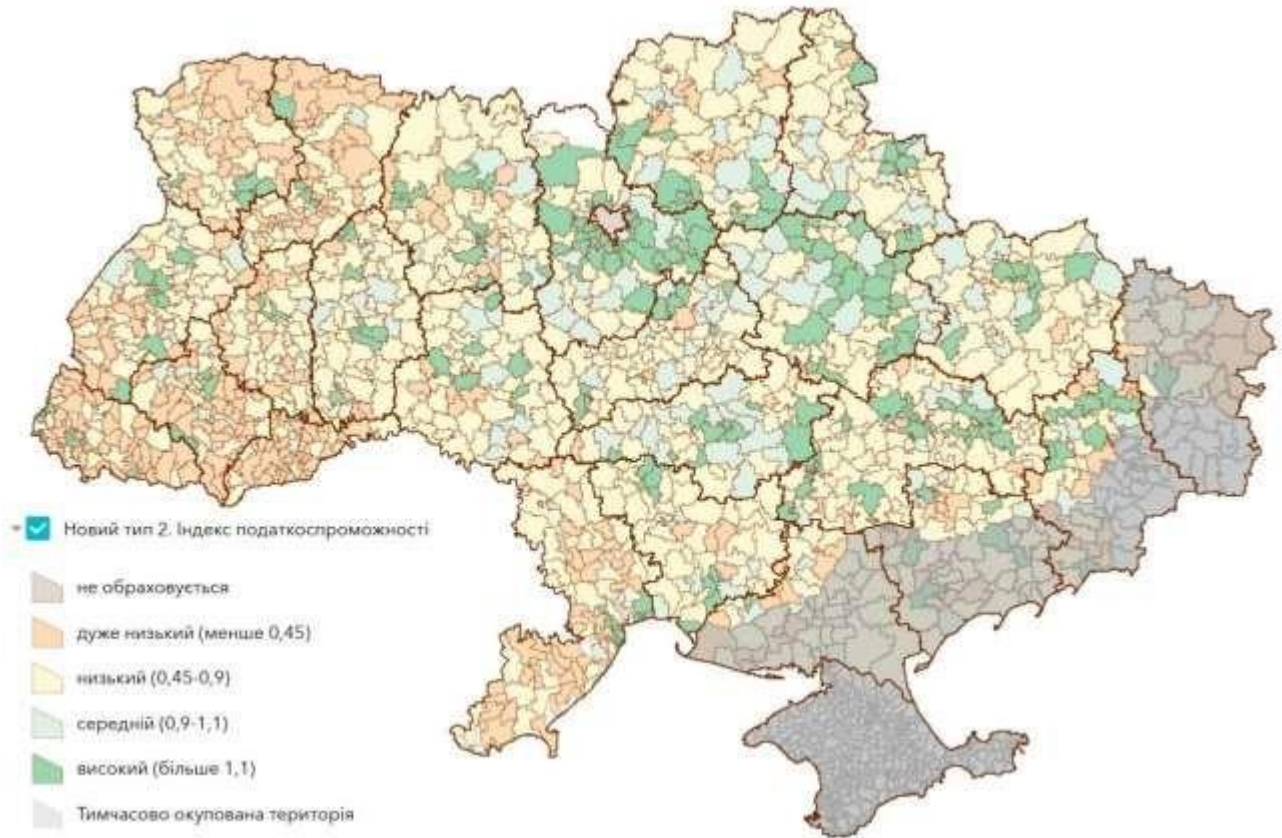 Новий тип 2. Індекс податкоспроможності
не обраховується
дуже низький (менше 0,45)
низький (0,45-0,9)
середній (0,9-1,1)
високий (більше 1,1)
Тимчасово окупована територія